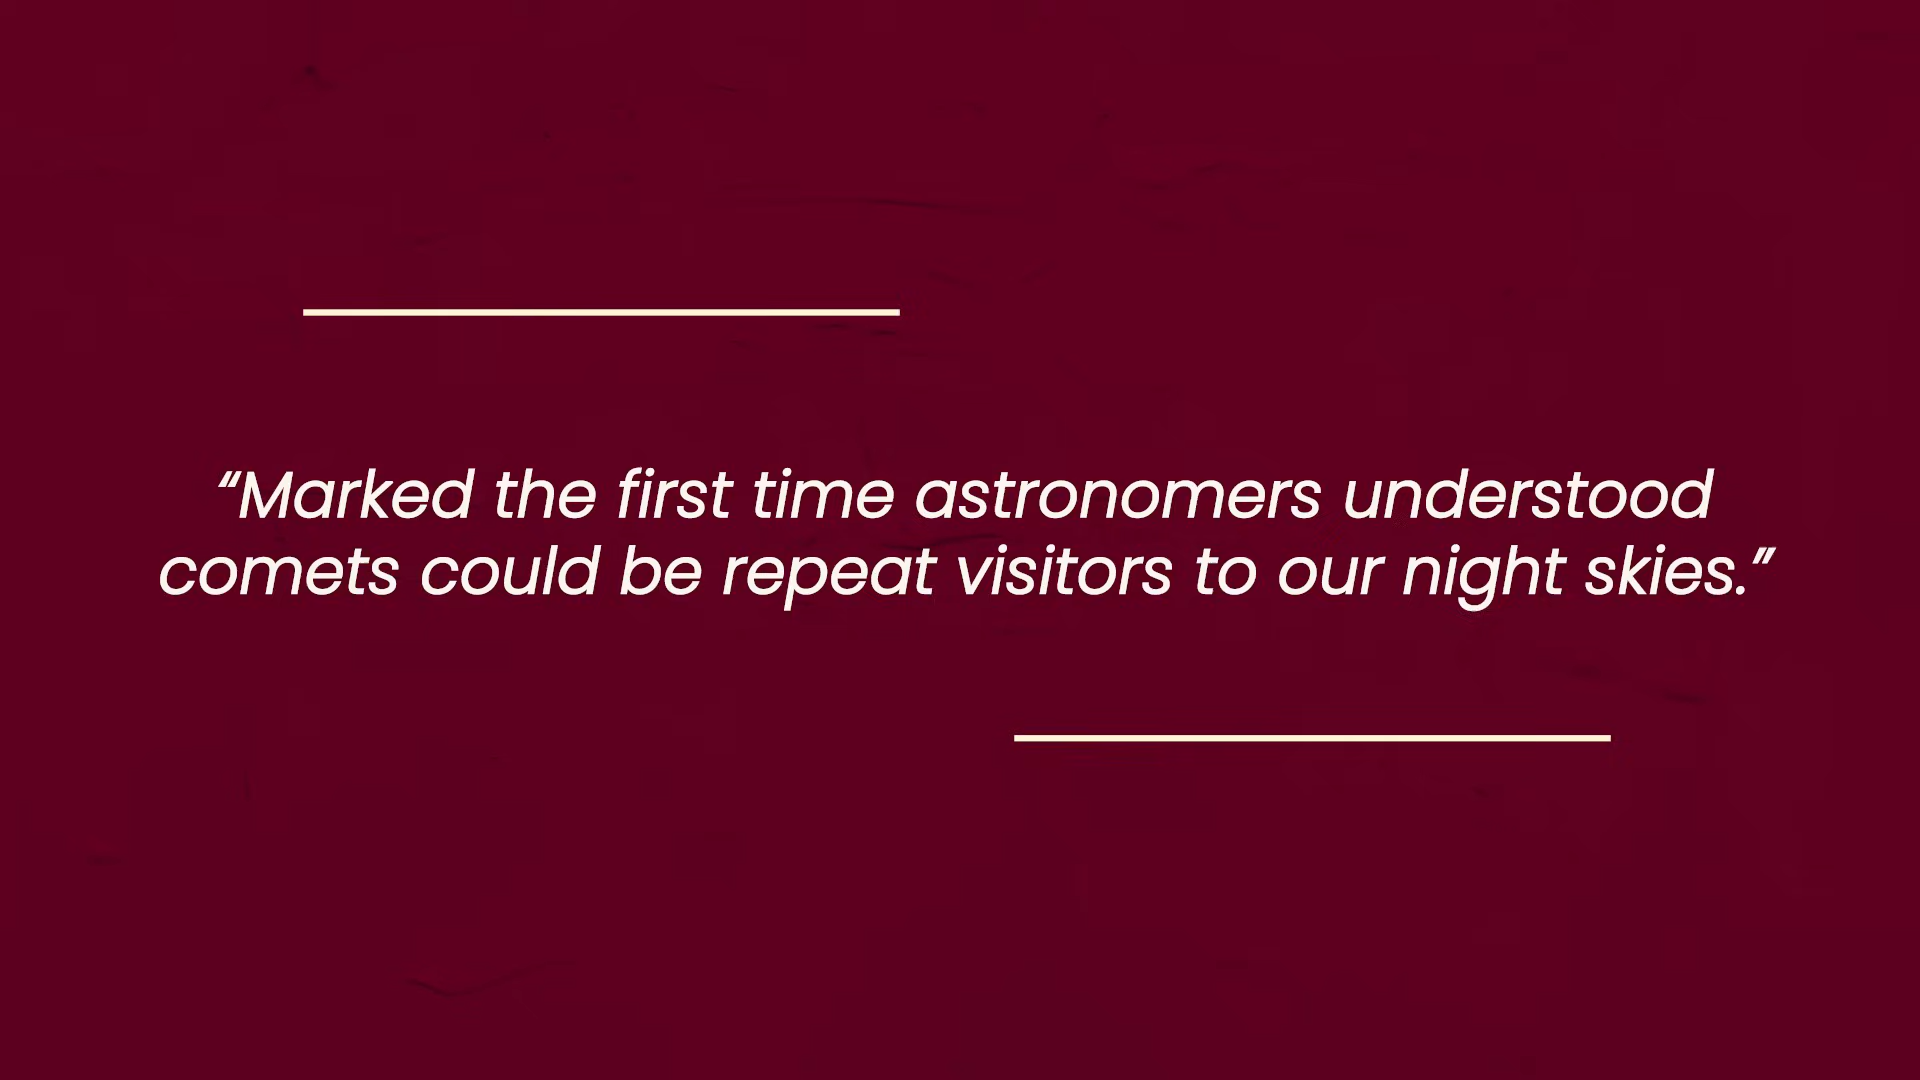 “Marked the first time astronomers understood
comets could be repeat visitors to our night skies.”